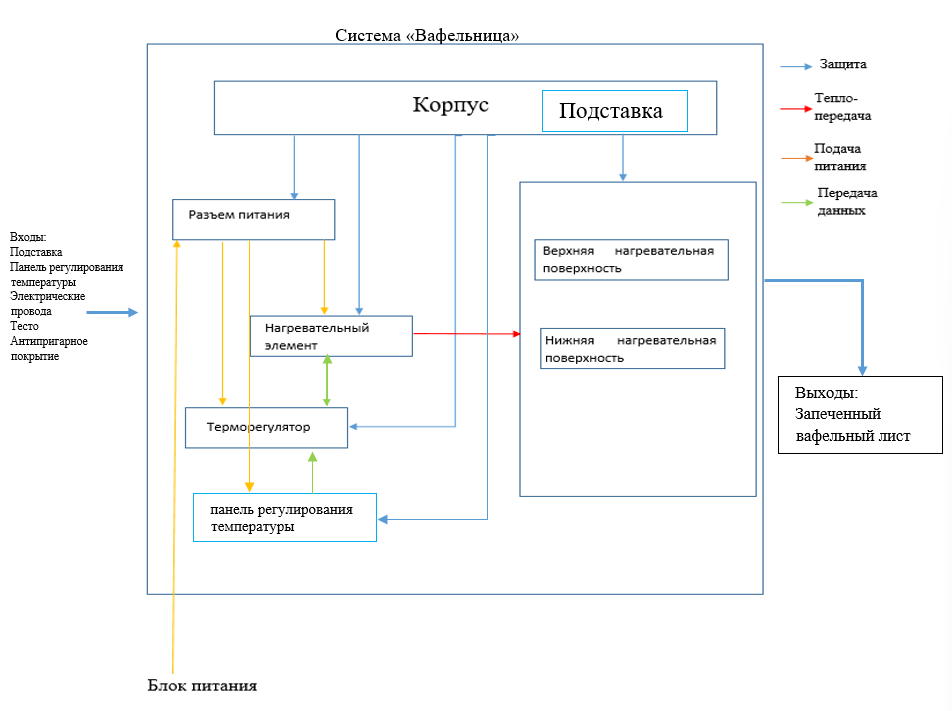 Система «Вафельница»
Защита
Тепло-
передача
Подача
питания
Передача
данных
Корпус
Подставка
Разъем питания
Входы:
Подставка
Панель регулирования
температуры
Электрические
провода
Тесто
Антипригарное
покрытие
Верхняя нагревательная
поверхность
Нагревательный
элемент
Нижняя нагревательная
поверхность
Терморегулятор
панель регулирования
температуры
Выходы:
Запеченный
вафельный лист
Блок питания